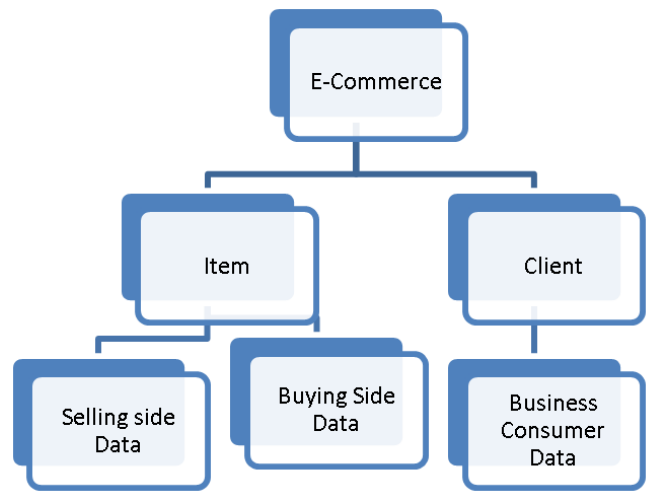 E-Commerce
Item
Client
Selling side
Data
Buying Side
Data
Business
Consumer
Data